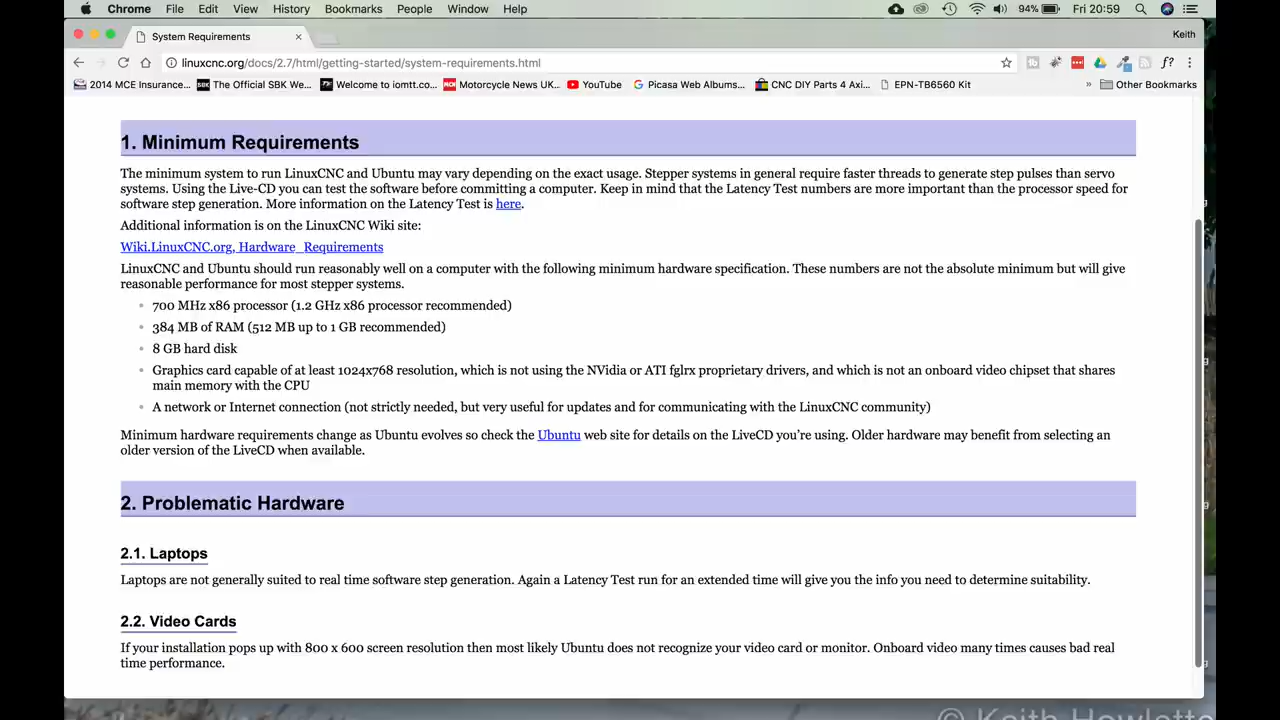 Chrome File Edit View History Bookmarks People Window Help 94% Fri 20:59
System Requirements Keith
linuxcnc.org/docs/2.7/html/getting-started/system-requirements.html f?
2014 MCE Insurance... The Official SBK We... Welcome to iomtt.co... Motorcycle News UK... YouTube Picasa Web Albums... CNC DIY Parts 4 Axi... EPN-TB6560 Kit » Other Bookmarks
1. Minimum Requirements
The minimum system to run LinuxCNC and Ubuntu may vary depending on the exact usage. Stepper systems in general require faster threads to generate step pulses than servo
systems. Using the Live-CD you can test the software before committing a computer. Keep in mind that the Latency Test numbers are more important than the processor speed for
software step generation. More information on the Latency Test is here.
Additional information is on the LinuxCNC Wiki site:
Wiki.LinuxCNC.org, Hardware_Requirements
LinuxCNC and Ubuntu should run reasonably well on a computer with the following minimum hardware specification. These numbers are not the absolute minimum but will give
reasonable performance for most stepper systems.
• 700 MHz x86 processor (1.2 GHz x86 processor recommended)
• 384 MB of RAM (512 MB up to 1 GB recommended)
• 8 GB hard disk
• Graphics card capable of at least 1024x768 resolution, which is not using the NVidia or ATI fglrx proprietary drivers, and which is not an onboard video chipset that shares
main memory with the CPU
• A network or Internet connection (not strictly needed, but very useful for updates and for communicating with the LinuxCNC community)
Minimum hardware requirements change as Ubuntu evolves so check the Ubuntu web site for details on the LiveCD you're using. Older hardware may benefit from selecting an
older version of the LiveCD when available.
2. Problematic Hardware
2.1. Laptops
Laptops are not generally suited to real time software step generation. Again a Latency Test run for an extended time will give you the info you need to determine suitability.
2.2. Video Cards
If your installation pops up with 800 x 600 screen resolution then most likely Ubuntu does not recognize your video card or monitor. Onboard video many times causes bad real
time performance.
© Keith Howlette